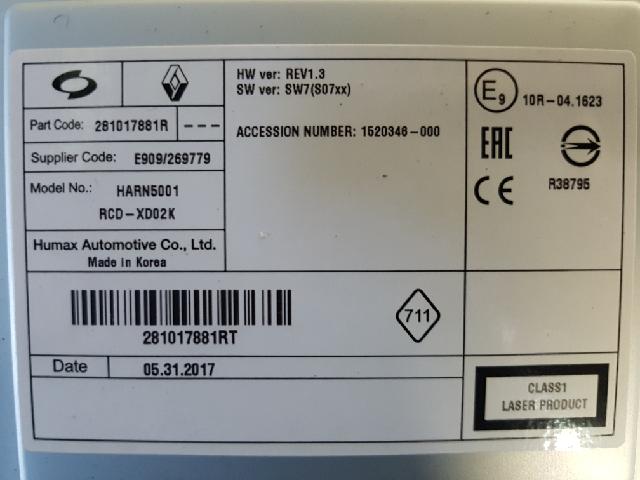 Part Code: 281017881R ---
Supplier Code: E909/269779
Model No.: HARN5001
RCD-XD02K
Humax Automotive Co., Ltd.
Made in Korea
HW ver: REV1.3
SW ver: SW7(S07xx)
ACCESSION NUMBER: 1520346-000
E9 10R-04.1623
EAC
CE
R38795
281017881RT
711
Date 05.31.2017
CLASS1
LASER PRODUCT